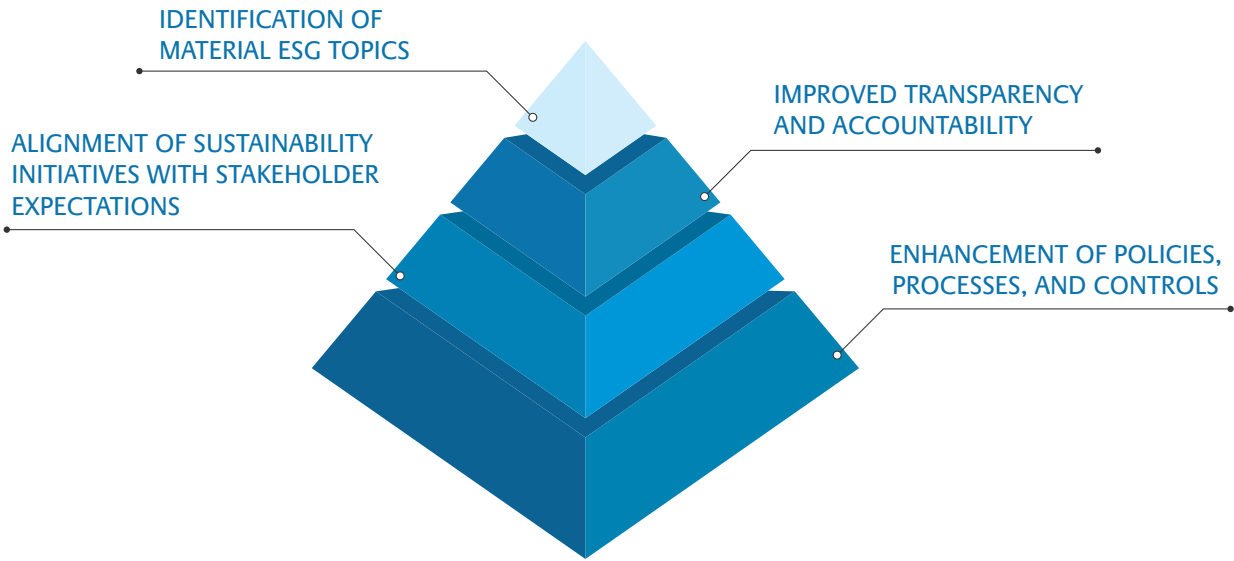 IDENTIFICATION OF
MATERIAL ESG TOPICS
IMPROVED TRANSPARENCY
AND ACCOUNTABILITY
ALIGNMENT OF SUSTAINABILITY
INITIATIVES WITH STAKEHOLDER
EXPECTATIONS
ENHANCEMENT OF POLICIES,
PROCESSES, AND CONTROLS